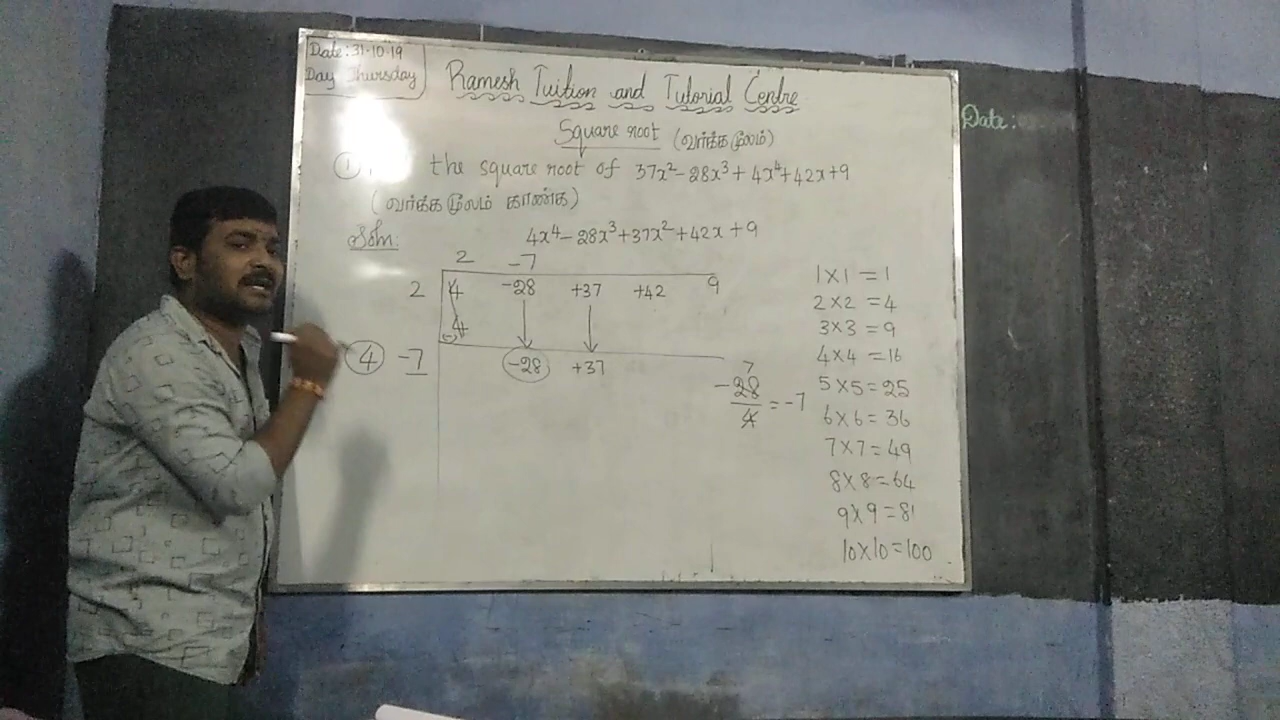 Date: 31-10-19
Day Thursday
Ramesh Tuition and Tutorial Centre
Date:
Square root (வர்க்க மூலம்)
① the square root of 37x² - 28x³ + 4x⁴ + 42x + 9
(வர்க்க மூலம் காண்க)
Soln:
4x⁴ - 28x³ + 37x² + 42x + 9
2 -7
2 4 -28 +37 +42 9
4
(-)
④ -7 -28 +37
7
-28/4 = -7
1 × 1 = 1
2 × 2 = 4
3 × 3 = 9
4 × 4 = 16
5 × 5 = 25
6 × 6 = 36
7 × 7 = 49
8 × 8 = 64
9 × 9 = 81
10 × 10 = 100